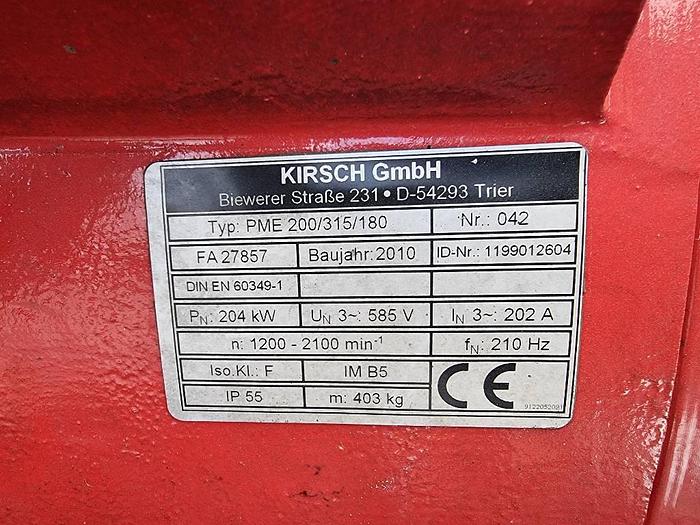 KIRSCH GmbH
Biewerer Straße 231 • D-54293 Trier
Typ: PME 200/315/180 Nr.: 042
FA 27857 Baujahr:2010 ID-Nr.: 1199012604
DIN EN 60349-1
PN: 204 kW UN 3~: 585 V IN 3~: 202 A
n: 1200 - 2100 min-1 fN: 210 Hz
Iso.Kl.: F IM B5 CE
IP 55 m: 403 kg